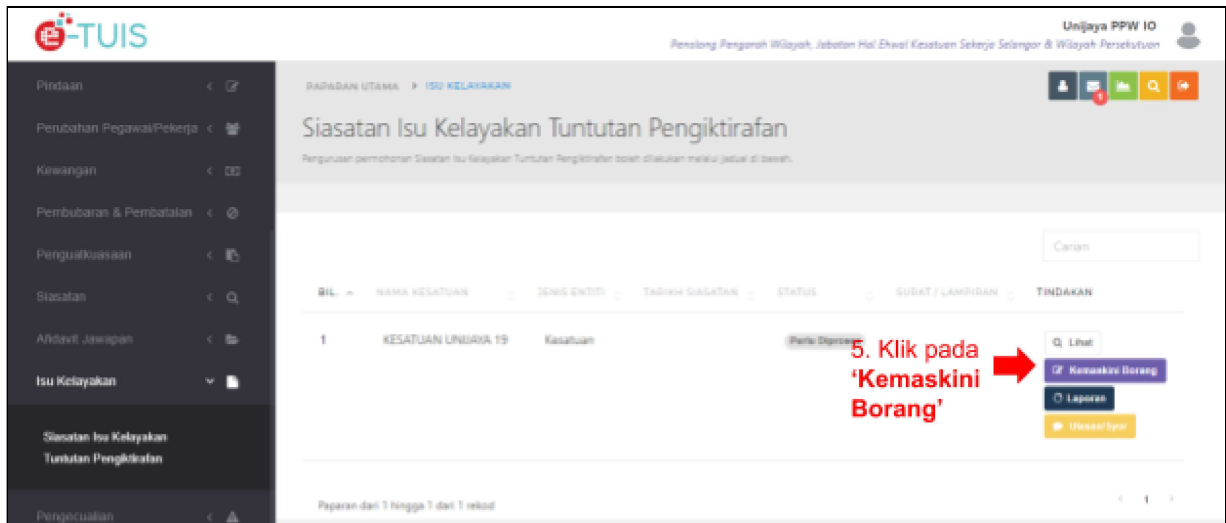 e-TUIS
Unijaya PPW IO
Penolong Pengarah Wilayah, Jabatan Hal Ehwal Kesatuan Sekerja Selangor & Wilayah Persekutuan
Pindaan
Perubahan Pegawai/Pekerja
Kewangan
Pembubaran & Pembatalan
Penguatkuasaan
Siasatan
Afidavit Jawapan
Isu Kelayakan
Siasatan Isu Kelayakan
Tuntutan Pengiktirafan
Pengecualian
PAPARAN UTAMA > ISU KELAYAKAN
1
Siasatan Isu Kelayakan Tuntutan Pengiktirafan
Pengurusan permohonan Siasatan Isu Kelayakan Tuntutan Pengiktirafan boleh dilakukan melalui jadual di bawah.
Carian
BIL. NAMA KESATUAN JENIS ENTITI TARIKH SIASATAN STATUS SURAT / LAMPIRAN TINDAKAN
1 KESATUAN UNIJAYA 19 Kesatuan Perlu Diproses Lihat
5. Klik pada
‘Kemaskini
Borang’
Kemaskini Borang
Laporan
Ulasan/Syor
Paparan dari 1 hingga 1 dari 1 rekod
< 1 >